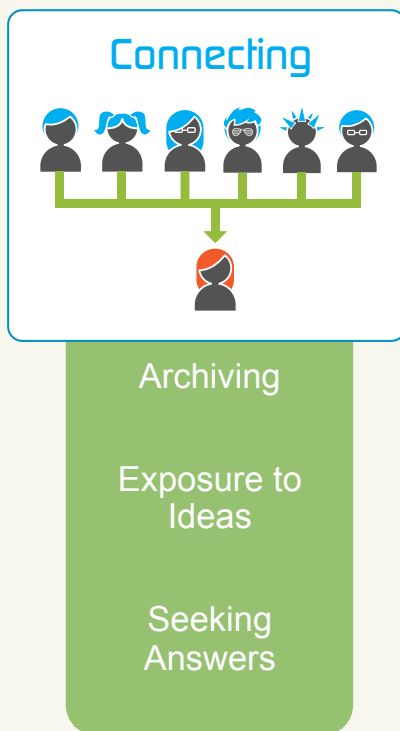 Connecting
Archiving
Exposure to
Ideas
Seeking
Answers